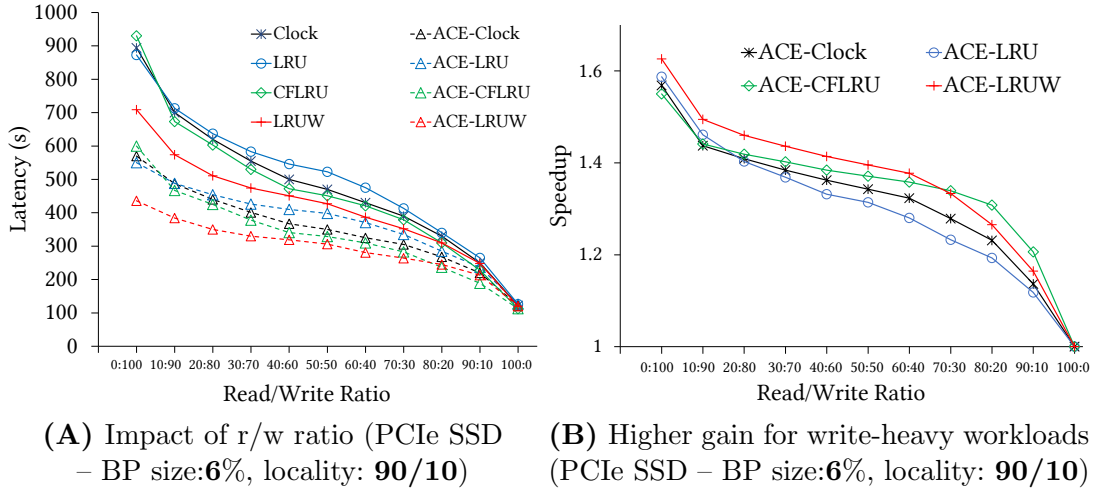 1000
900
800
700
600
500
400
300
200
100
0
Latency (s)
Clock
LRU
CFLRU
LRUW
ACE-Clock
ACE-LRU
ACE-CFLRU
ACE-LRUW
0:100 10:90 20:80 30:70 40:60 50:50 60:40 70:30 80:20 90:10 100:0
Read/Write Ratio
(A) Impact of r/w ratio (PCIe SSD
– BP size:6%, locality: 90/10)
1.6
1.4
1.2
1
Speedup
ACE-Clock ACE-LRU
ACE-CFLRU ACE-LRUW
0:100 10:90 20:80 30:70 40:60 50:50 60:40 70:30 80:20 90:10 100:0
Read/Write Ratio
(B) Higher gain for write-heavy workloads
(PCIe SSD – BP size:6%, locality: 90/10)